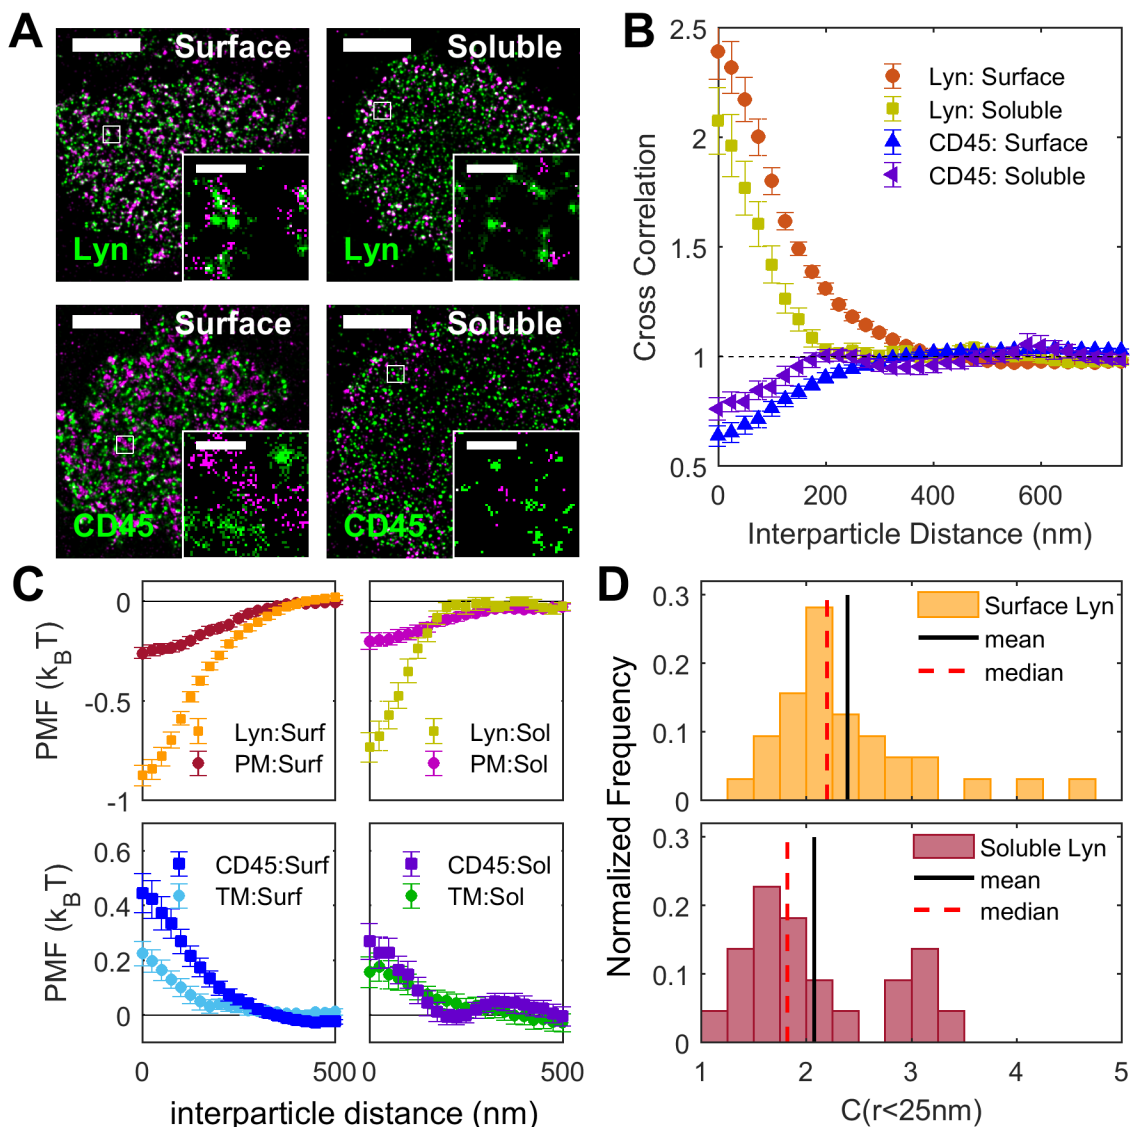 A
Surface
Lyn
Soluble
Lyn
Surface
CD45
Soluble
CD45
B
2.5
2
1.5
1
0.5
Cross Correlation
Lyn: Surface
Lyn: Soluble
CD45: Surface
CD45: Soluble
0
200
400
600
Interparticle Distance (nm)
C
0
-0.5
-1
PMF (kBT)
Lyn:Surf
PM:Surf
Lyn:Sol
PM:Sol
0.6
0.4
0.2
0
PMF (kBT)
CD45:Surf
TM:Surf
CD45:Sol
TM:Sol
0
500
0
500
interparticle distance (nm)
D
Normalized Frequency
0.3
0.2
0.1
0
Surface Lyn
mean
median
0.3
0.2
0.1
0
Soluble Lyn
mean
median
1
2
3
4
5
C(r<25nm)